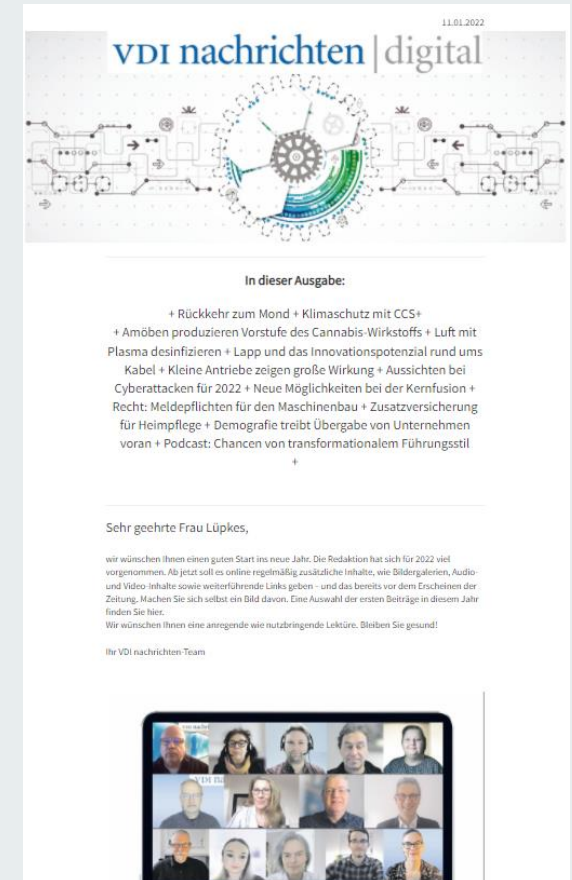 11.01.2022
VDI nachrichten | digital
In dieser Ausgabe:
+ Rückkehr zum Mond + Klimaschutz mit CCS+
+ Amöben produzieren Vorstufe des Cannabis-Wirkstoffs + Luft mit
Plasma desinfizieren + Lapp und das Innovationspotenzial rund ums
Kabel + Kleine Antriebe zeigen große Wirkung + Aussichten bei
Cyberattacken für 2022 + Neue Möglichkeiten bei der Kernfusion +
Recht: Meldepflichten für den Maschinenbau + Zusatzversicherung
für Heimpflege + Demografie treibt Übergabe von Unternehmen
voran + Podcast: Chancen von transformationalem Führungsstil
+
Sehr geehrte Frau Lüpkes,
wir wünschen Ihnen einen guten Start ins neue Jahr. Die Redaktion hat sich für 2022 viel
vorgenommen. Ab jetzt soll es online regelmäßig zusätzliche Inhalte, wie Bildergalerien, Audio-
und Video-Inhalte sowie weiterführende Links geben – und das bereits vor dem Erscheinen der
Zeitung. Machen Sie sich selbst ein Bild davon. Eine Auswahl der ersten Beiträge in diesem Jahr
finden Sie hier.
Wir wünschen Ihnen eine anregende wie nutzbringende Lektüre. Bleiben Sie gesund!
Ihr VDI nachrichten-Team